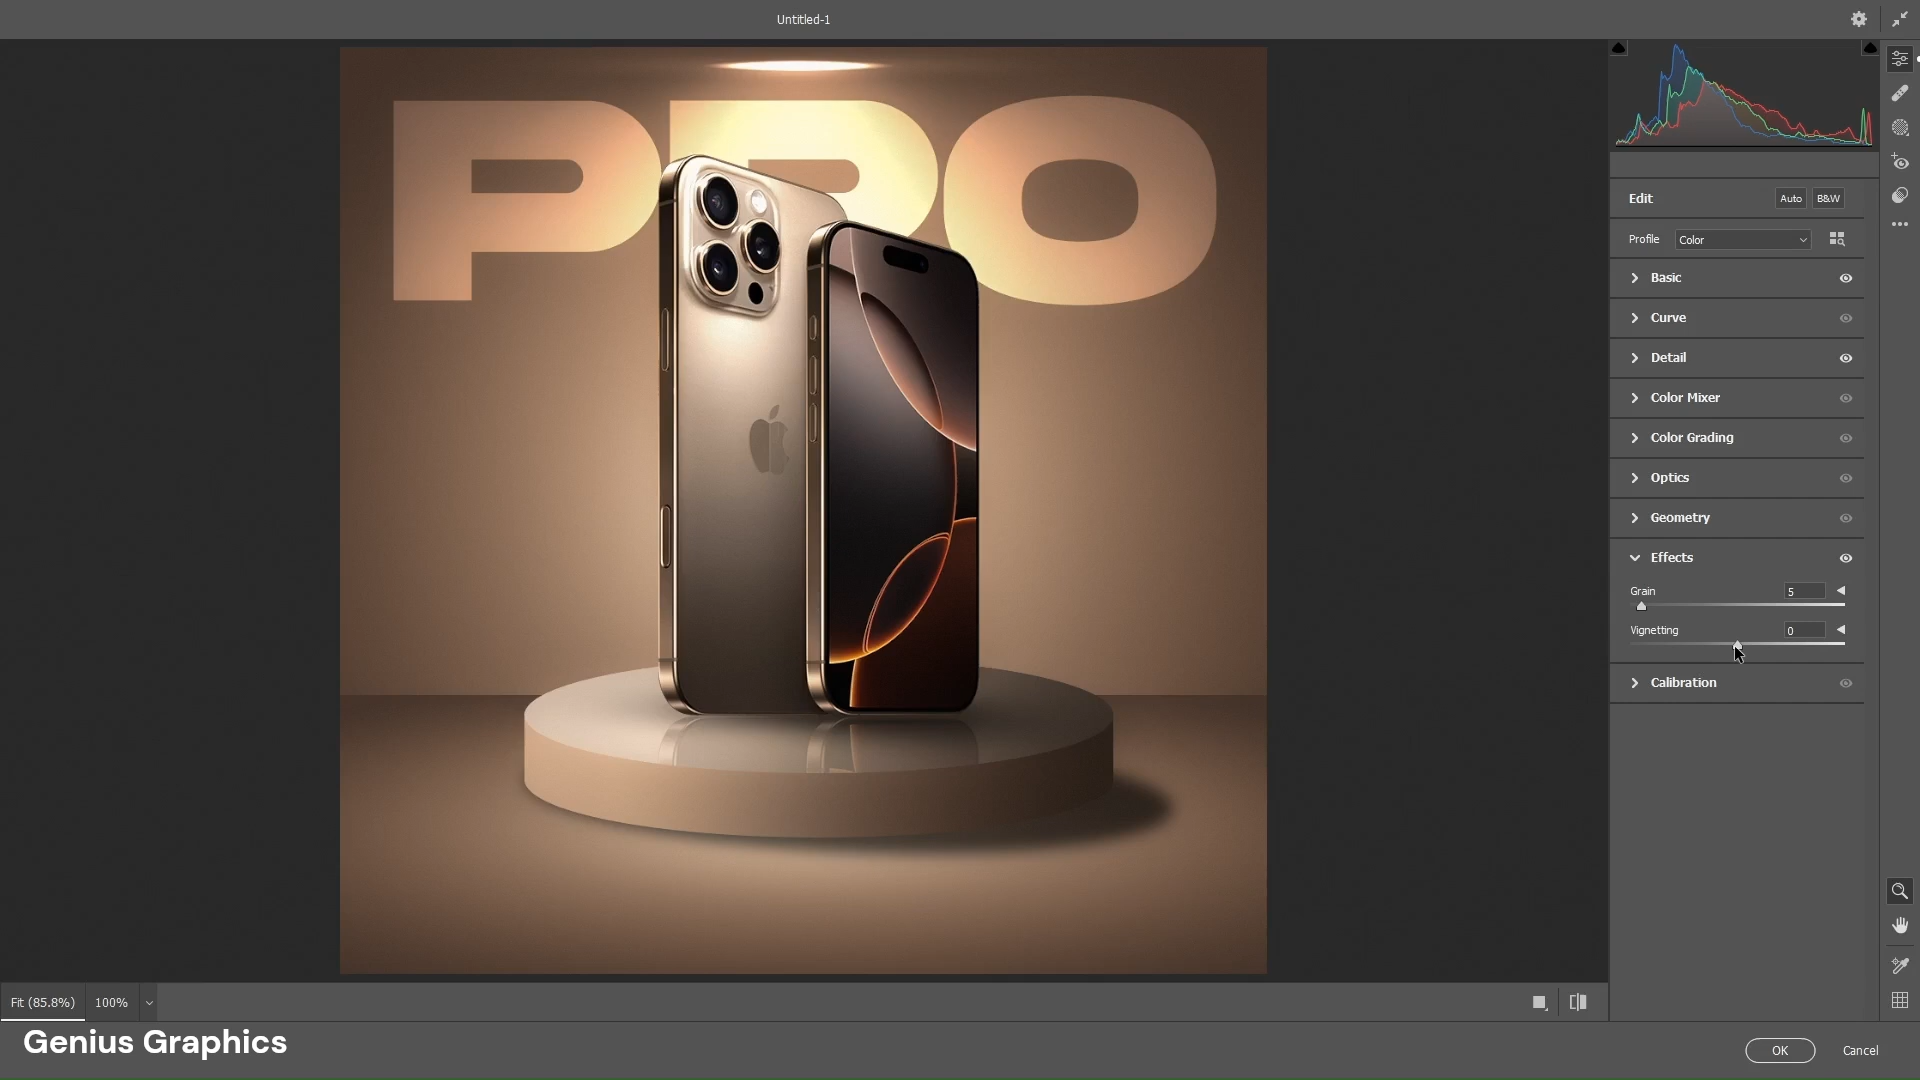 Untitled-1
PRO
Edit
Auto
B&W
Profile
Color
Basic
Curve
Detail
Color Mixer
Color Grading
Optics
Geometry
Effects
Grain
5
Vignetting
0
Calibration
Fit (85.8%)
100%
Genius Graphics
OK
Cancel